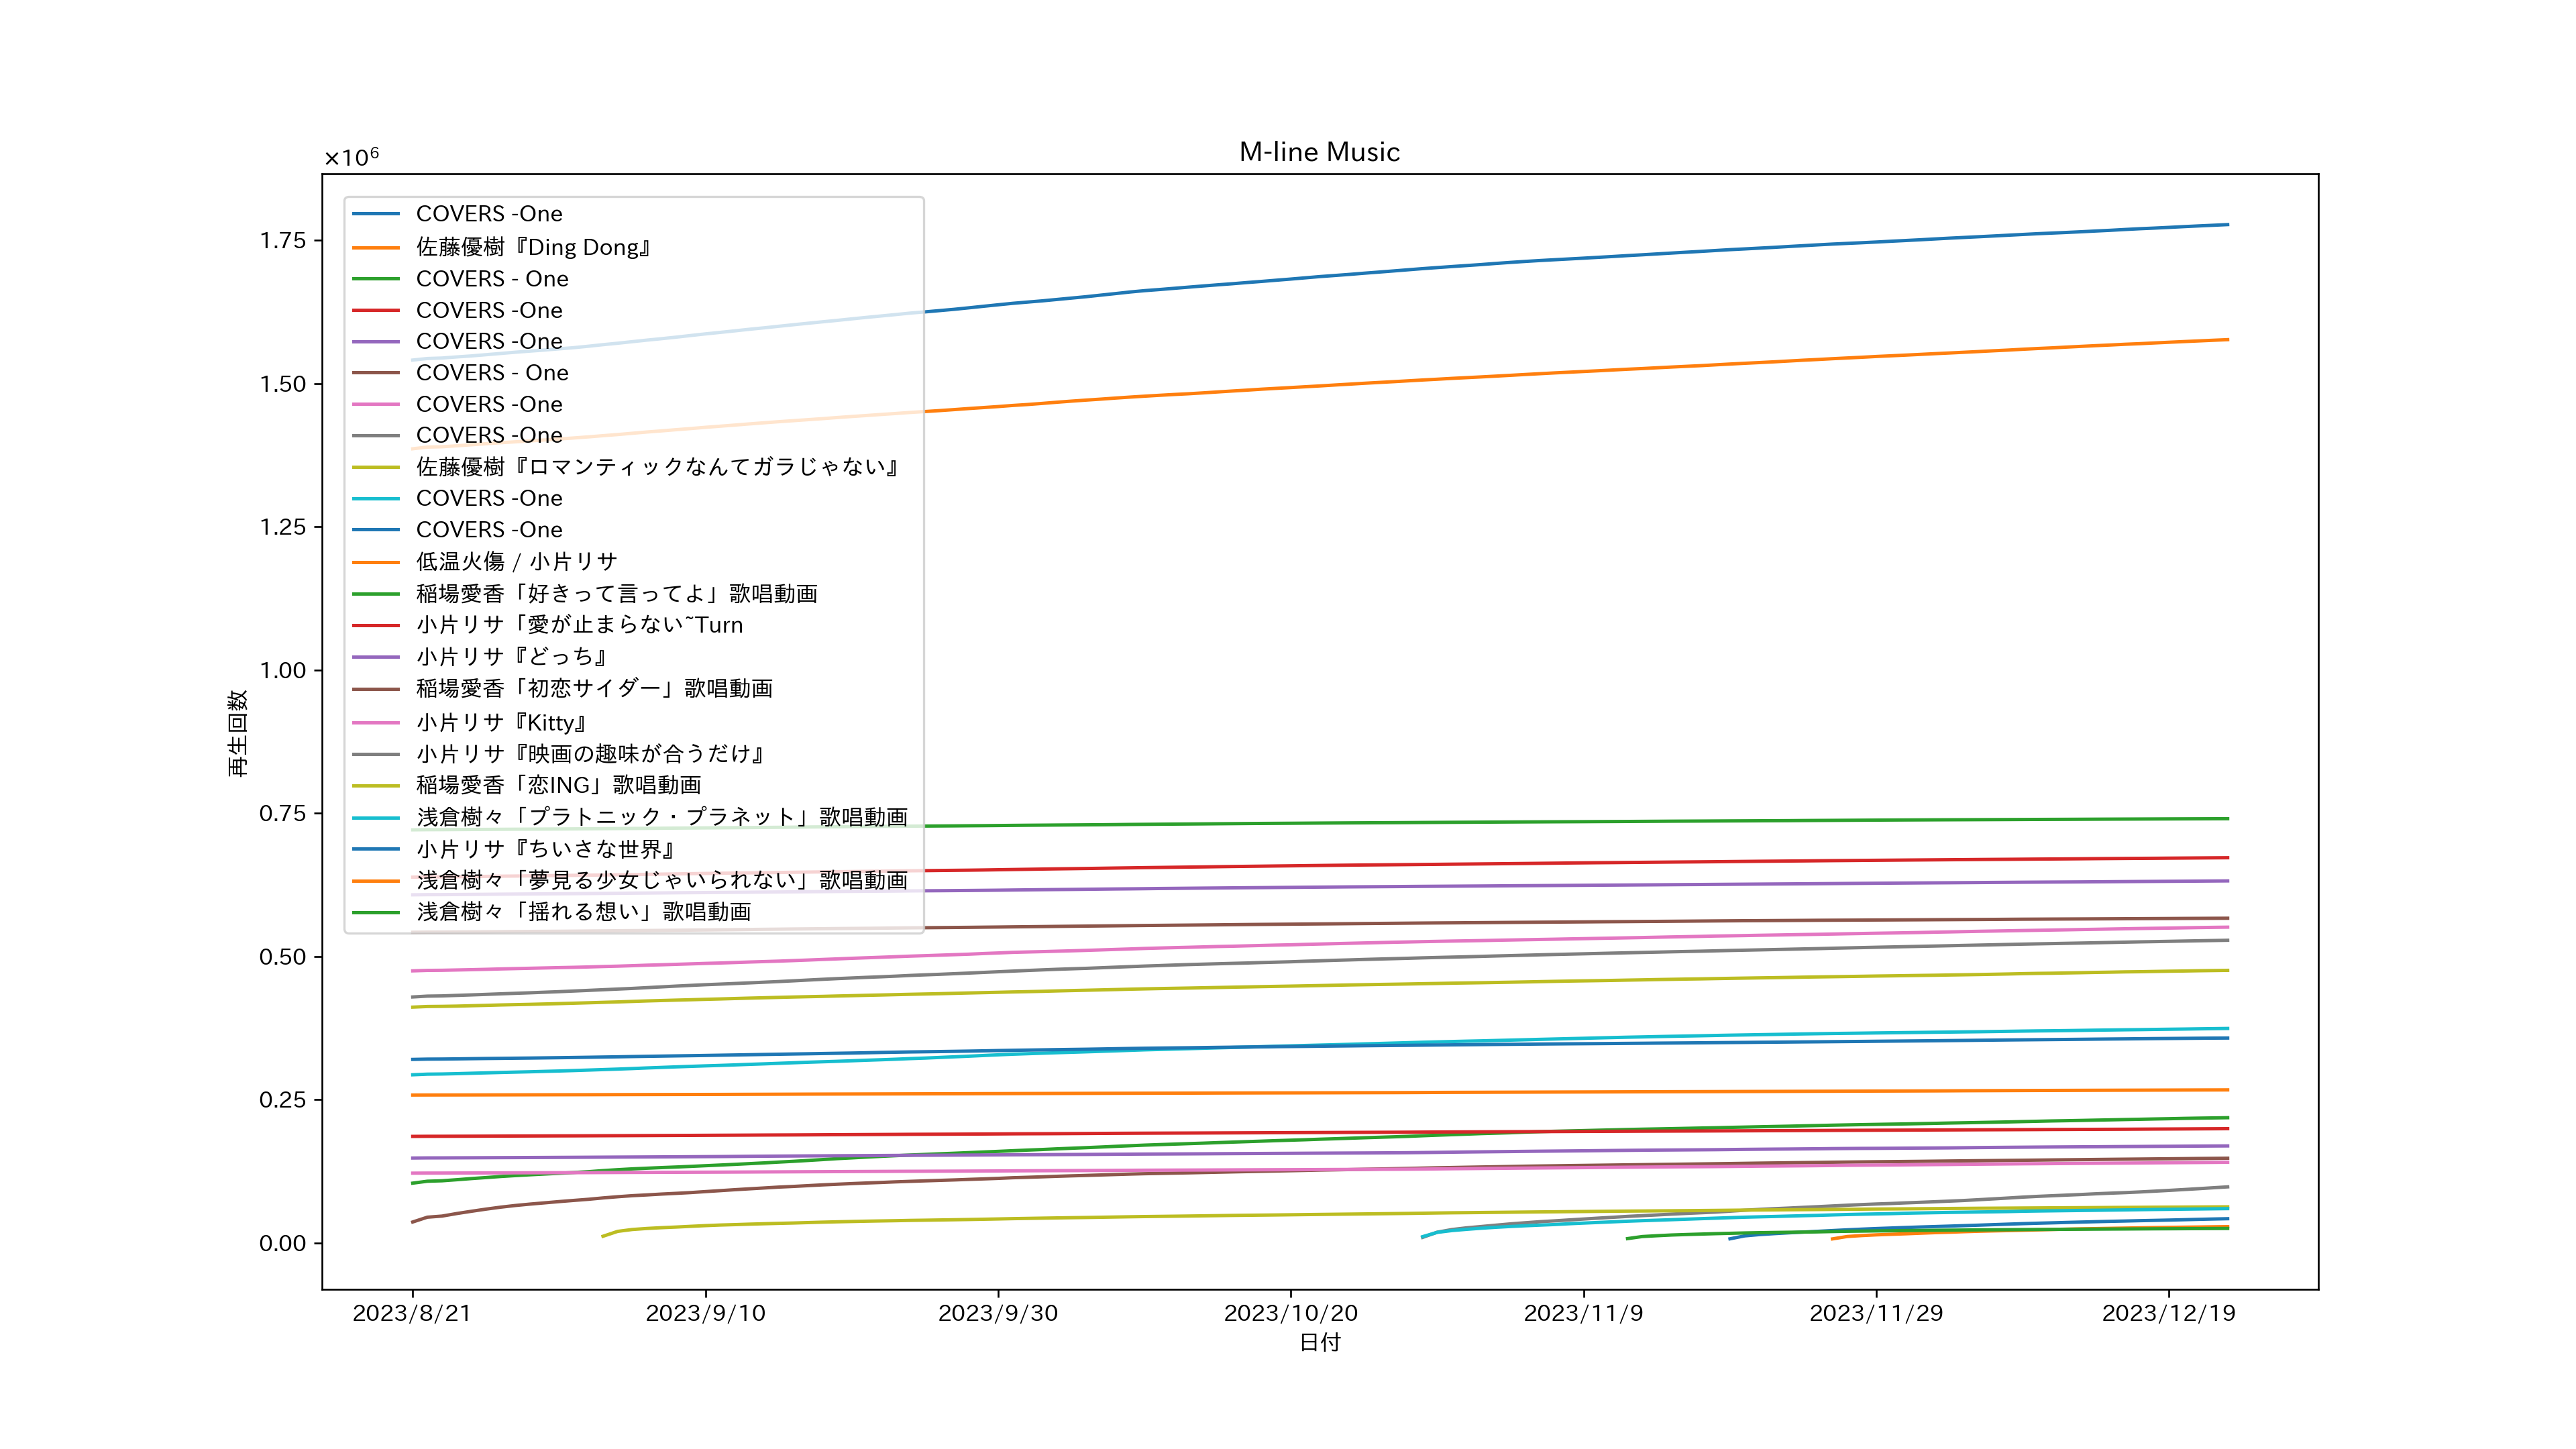 M-line Music
×10⁶
1.75
1.50
1.25
1.00
0.75
0.50
0.25
0.00
再生回数
COVERS -One
佐藤優樹『Ding Dong』
COVERS - One
COVERS -One
COVERS -One
COVERS - One
COVERS -One
COVERS -One
佐藤優樹『ロマンティックなんてガラじゃない』
COVERS -One
COVERS -One
低温火傷 / 小片リサ
稲場愛香「好きって言ってよ」歌唱動画
小片リサ「愛が止まらない~Turn
小片リサ『どっち』
稲場愛香「初恋サイダー」歌唱動画
小片リサ『Kitty』
小片リサ『映画の趣味が合うだけ』
稲場愛香「恋ING」歌唱動画
浅倉樹々「プラトニック・プラネット」歌唱動画
小片リサ『ちいさな世界』
浅倉樹々「夢見る少女じゃいられない」歌唱動画
浅倉樹々「揺れる想い」歌唱動画
2023/8/21
2023/9/10
2023/9/30
2023/10/20
2023/11/9
2023/11/29
2023/12/19
日付